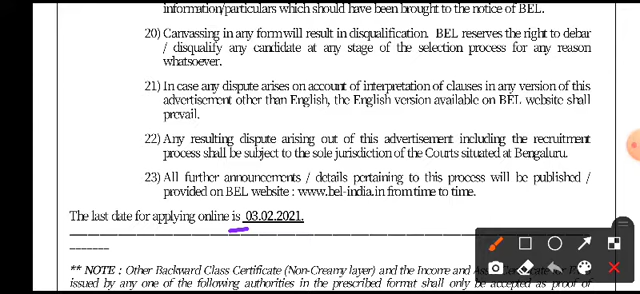 information/particulars which should have been brought to the notice of BEL.
20) Canvassing in any form will result in disqualification. BEL reserves the right to debar
/ disqualify any candidate at any stage of the selection process for any reason
whatsoever.
21) In case any dispute arises on account of interpretation of clauses in any version of this
advertisement other than English, the English version available on BEL website shall
prevail.
22) Any resulting dispute arising out of this advertisement including the recruitment
process shall be subject to the sole jurisdiction of the Courts situated at Bengaluru.
23) All further announcements / details pertaining to this process will be published /
provided on BEL website : www.bel-india.in from time to time.
The last date for applying online is 03.02.2021.
** NOTE : Other Backward Class Certificate (Non-Creamy layer) and the Income and
issued by any one of the following authorities in the prescribed format shall only be accepted as proof of